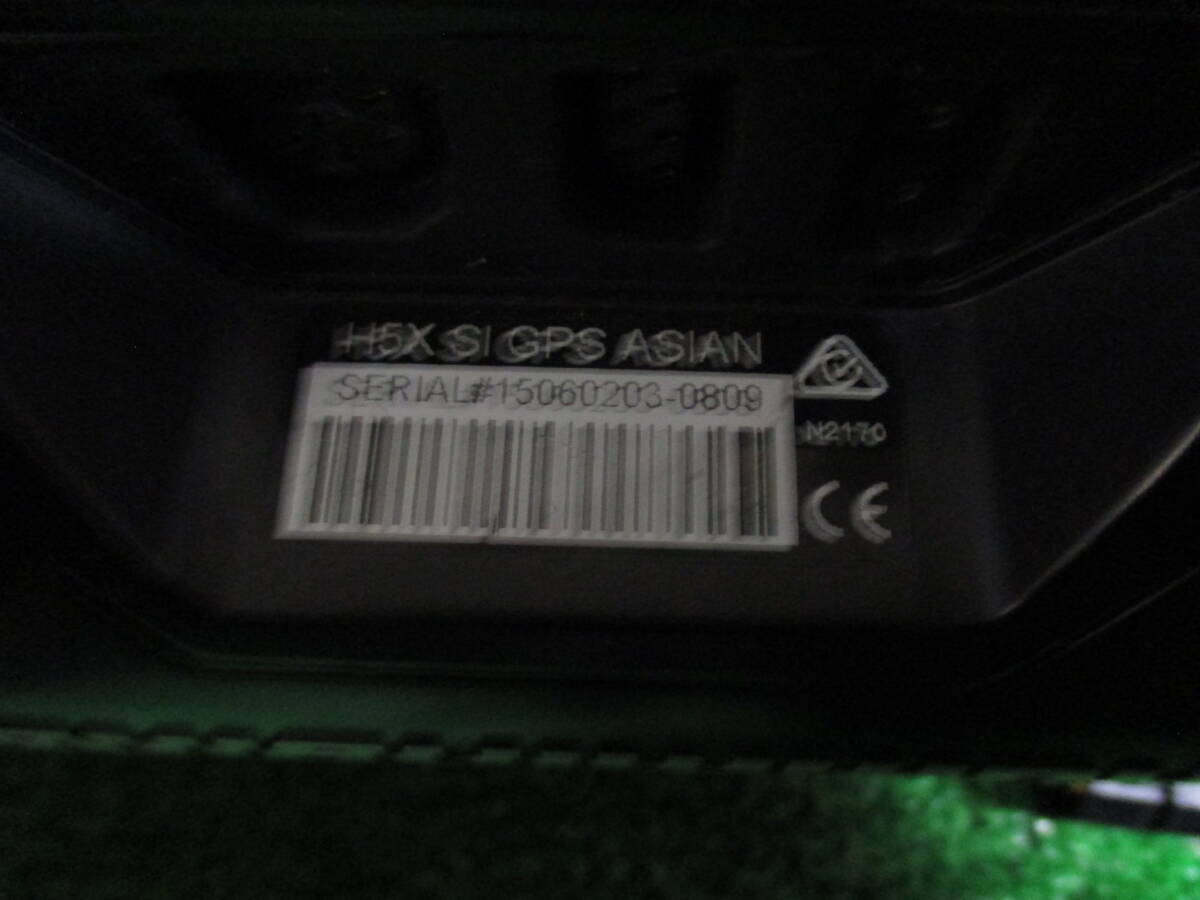 H5X SI GPS ASIAN
SERIAL#15060203-0809
N2170
CE